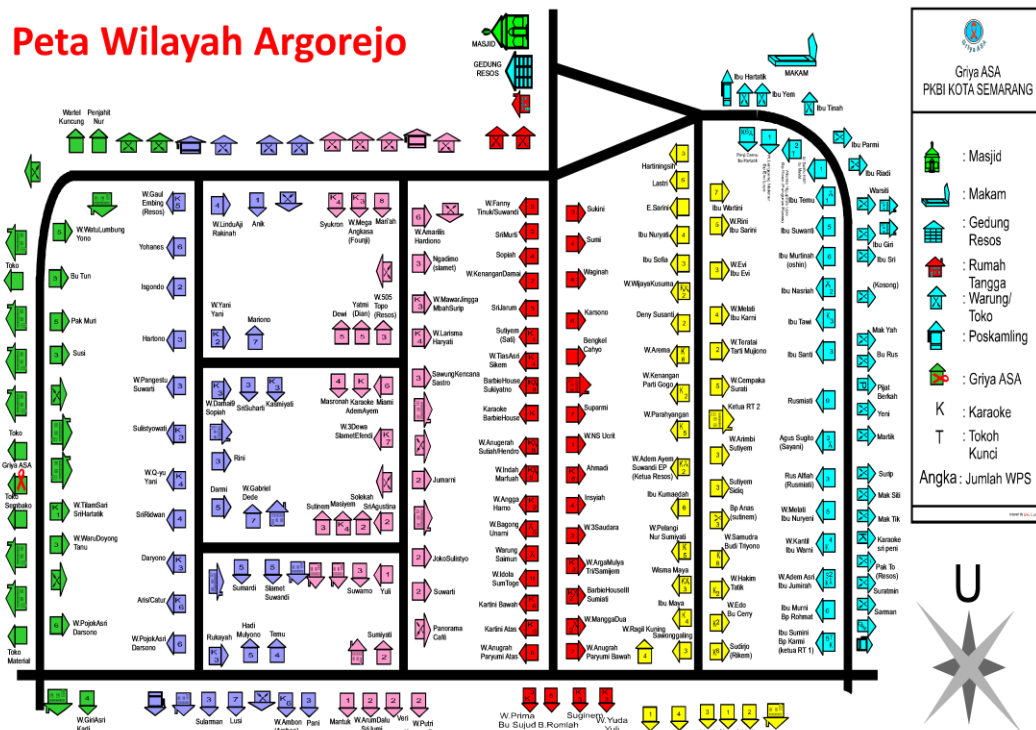 Peta Wilayah Argorejo
MASJID
GEDUNG
RESOS
MAKAM
Ibu Hartatik
Ibu Yem
Ibu Tinah
Ibu Parmi
Ibu Riadi
Warsiti
Ibu Giri
Ibu Sri
(Kosong)
Mak Yah
Bu Rus
Pijat
Berkah
Yeni
Martik
Surip
Mak Siti
Mak Tik
Karaoke
sri peni
Pak To
(Resos)
Suratmin
Sarman
Griya ASA
PKBI KOTA SEMARANG
: Masjid
: Makam
: Gedung
Resos
: Rumah
Tangga
: Warung/
Toko
: Poskamling
: Griya ASA
K : Karaoke
T : Tokoh
Kunci
Angka : Jumlah WPS
U
Wartel
Kuncung
Penjahit
Nur
Toko
Toko
Griya ASA
Toko
Sembako
Toko
Material
W.WatuLumbung
Yono
Bu Tun
Pak Muri
Susi
W.TilamSari
SriHartatik
W.WaruDoyong
Tanu
W.PojokAsri
Darsono
W.Gaul
Embing
(Resos)
Yohanes
Isgondo
Hartono
W.Pangestu
Suwarti
Sulistyowati
W.Q-yu
Yani
SriRidwan
Daryono
Aris/Catur
W.PojokAsri
Darsono
W.LinduAji
Rakinah
Anik
Syukron
W.Mega
Angkasa
(Founji)
Mari'ah
W.Yani
Yani
Mariono
Dewi
Yatmi
(Dian)
W.505
Topo
(Resos)
W.Damai9
Sopiah
SriSuharti
Kasmiyati
Masronah
Karaoke
AdemAyem
Miami
W.3Dewa
SlametEfendi
Rini
Darmi
W.Gabriel
Dede
Sutinem
Masiyem
Solekah
SriAgustina
Sumardi
Slamet
Suwandi
Suwarno
Yuli
Rukayah
Hadi
Mulyono
Temu
Sumiyati
W.Amarilis
Hardiono
Ngadimo
(slamet)
W.MawarJingga
MbahSurip
W.Larisma
Haryati
SawungKencana
Sastro
Jumarni
JokoSulistyo
Suwarti
Panorama
Café
W.Fanny
Tinuk/Suwandi
SriMurti
Sopiah
W.KenanganDamai
SriJarum
Sutiyem
(Sati)
W.TiasAsri
Sikem
BarbieHouse
Sukiyatno
Karaoke
BarbieHouse
W.Anugerah
Sutiah/Hendro
W.Indah
Marfuah
W.Angga
Harno
W.Bagong
Unarni
Warung
Saimun
W.Idola
SumToge
Kartini Bawah
Kartini Atas
W.Anugrah
Paryumi Atas
Sukini
Sumi
Waginah
Karsono
Bengkel
Cahyo
Suparmi
W.NS Ucrit
Ahmadi
Insyiah
W.3Saudara
W.ArgaMulya
Tri/Samijem
BarbieHouseIII
Sumiati
W.ManggaDua
W.Anugrah
Paryumi Bawah
Hartiningsih
Lastri
E.Sarini
Ibu Nuryati
Ibu Sofia
W.WijayaKusuma
Deny Susanti
W.Arema
W.Kenangan
Parti Gogo
W.Parahyangan
W.Adem Ayem
Suwandi EP
(Ketua Resos)
Ibu Kumaedah
W.Pelangi
Nur Sumiyati
Wisma Maya
Ibu Maya
W.Ragil Kuning
Sawonggaling
Ibu Wartini
W.Rini
Ibu Sarini
W.Evi
Ibu Evi
W.Melati
Ibu Karni
W.Teratai
Tarti Mujiono
W.Cempaka
Surati
Ketua RT 2
W.Arimbi
Sutiyem
Sutiyem
Sidiq
Bp Anas
(sutinem)
W.Samudra
Budi Triyono
W.Hakim
Tatik
W.Edo
Bu Cerry
Sudirjo
(Rikem)
Ibu Temu
Ibu Suwanti
Ibu Murtinah
(oshin)
Ibu Nasriah
Ibu Tawi
Ibu Santi
Rusmiati
Agus Sugito
(Sayani)
Rus Alfiah
(Rusmiati)
W.Melati
Ibu Nuryeni
W.Kantil
Ibu Warni
W.Adem Asri
Ibu Jumirah
Ibu Murni
Bp Rohmat
Ibu Sumini
Bp Karmi
(ketua RT 1)
W.GiriAsri
Sularman
Lusi
W.Ambon
Pani
Mantuk
W.ArumDalu
SriJumi
Veri
W.Putri
W.Prima
Bu Sujud
B.Romlah
Suginem
W.Yuda
Yuli